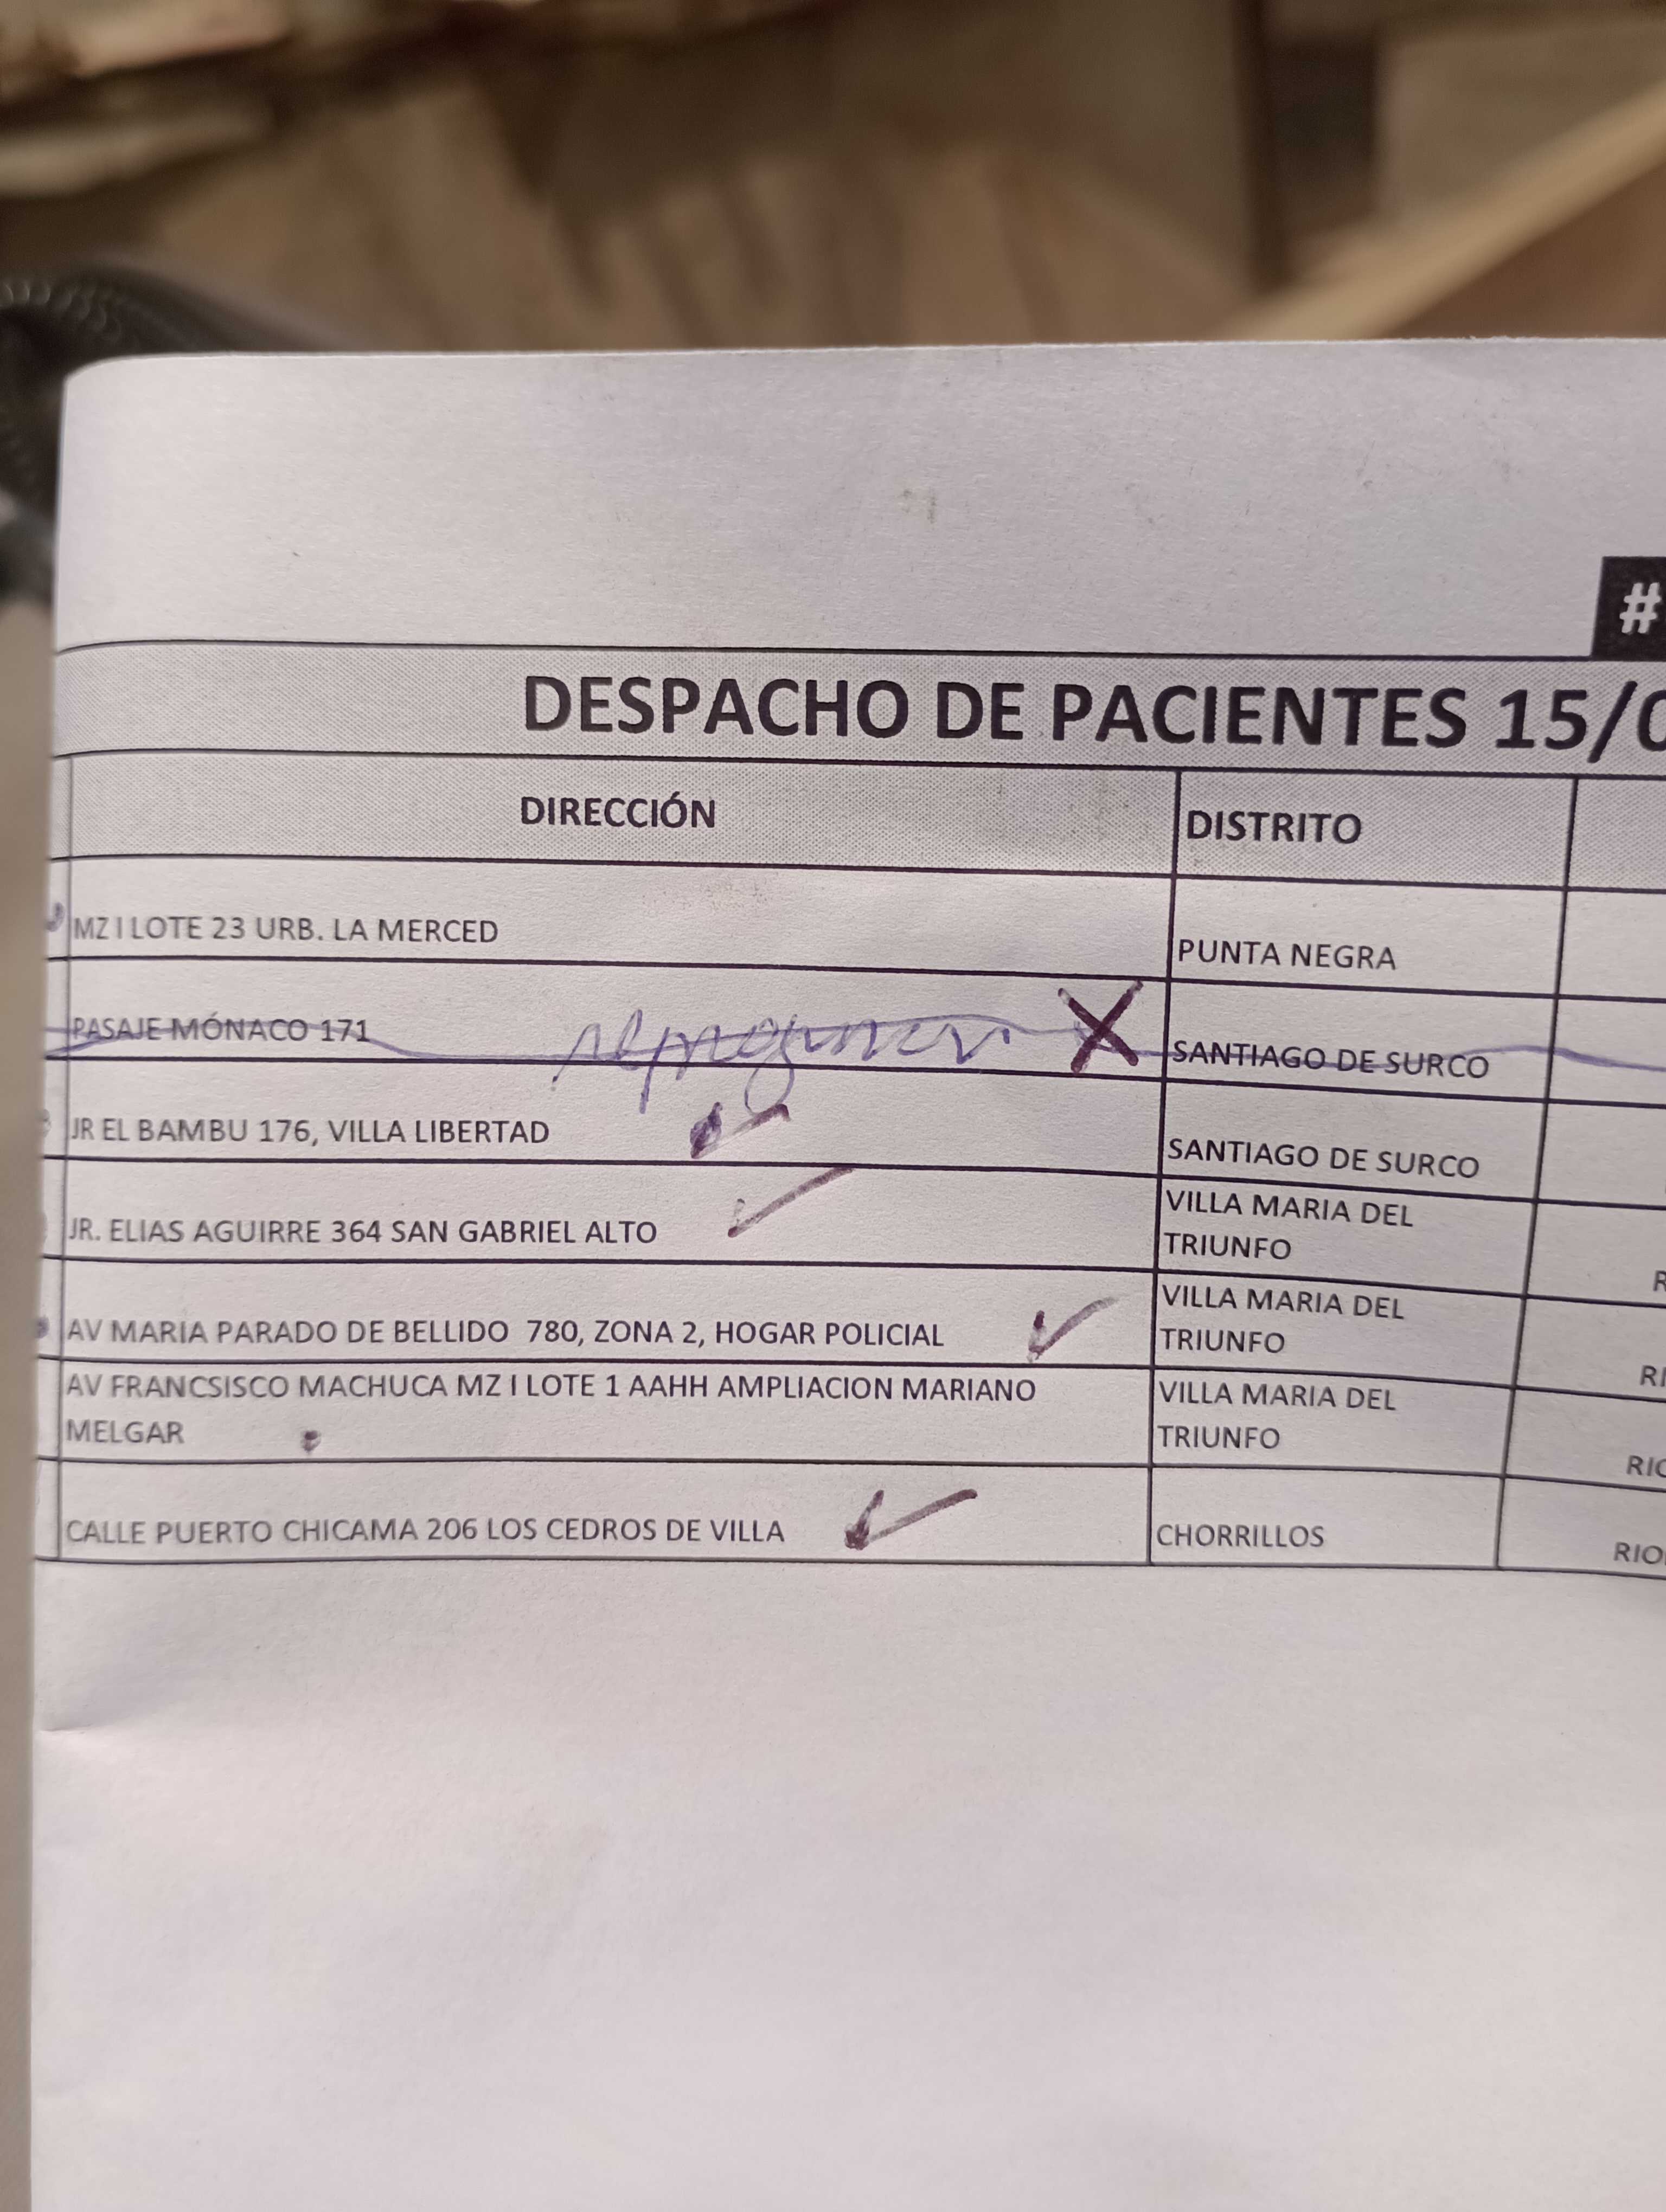 #
DESPACHO DE PACIENTES 15/0
DIRECCIÓN DISTRITO
MZ I LOTE 23 URB. LA MERCED PUNTA NEGRA
PASAJE MÓNACO 171 X SANTIAGO DE SURCO
JR EL BAMBU 176, VILLA LIBERTAD SANTIAGO DE SURCO
JR. ELIAS AGUIRRE 364 SAN GABRIEL ALTO VILLA MARIA DEL
TRIUNFO
AV MARIA PARADO DE BELLIDO 780, ZONA 2, HOGAR POLICIAL VILLA MARIA DEL
TRIUNFO
AV FRANCSISCO MACHUCA MZ I LOTE 1 AAHH AMPLIACION MARIANO
MELGAR
VILLA MARIA DEL
TRIUNFO
CALLE PUERTO CHICAMA 206 LOS CEDROS DE VILLA CHORRILLOS